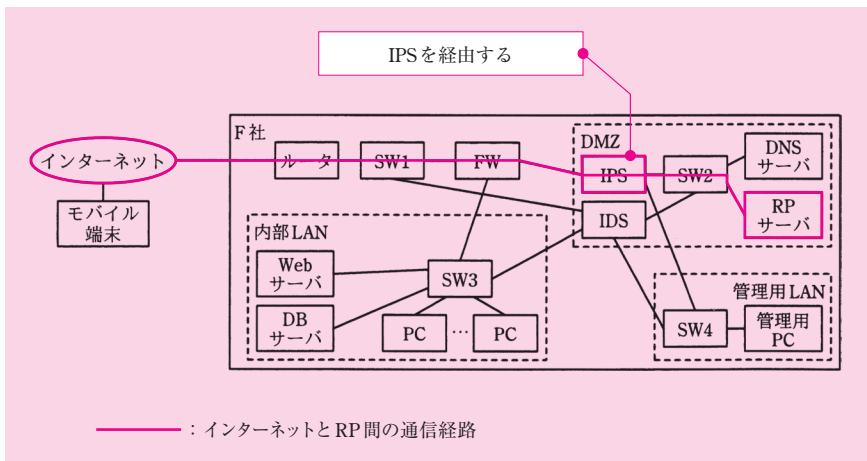 IPSを経由する
F社
インターネット
ルータ
SW1
FW
DMZ
IPS
SW2
DNS
サーバ
RP
サーバ
IDS
モバイル
端末
内部LAN
Web
サーバ
DB
サーバ
SW3
PC
…
PC
管理用LAN
SW4
管理用
PC
：インターネットとRP間の通信経路